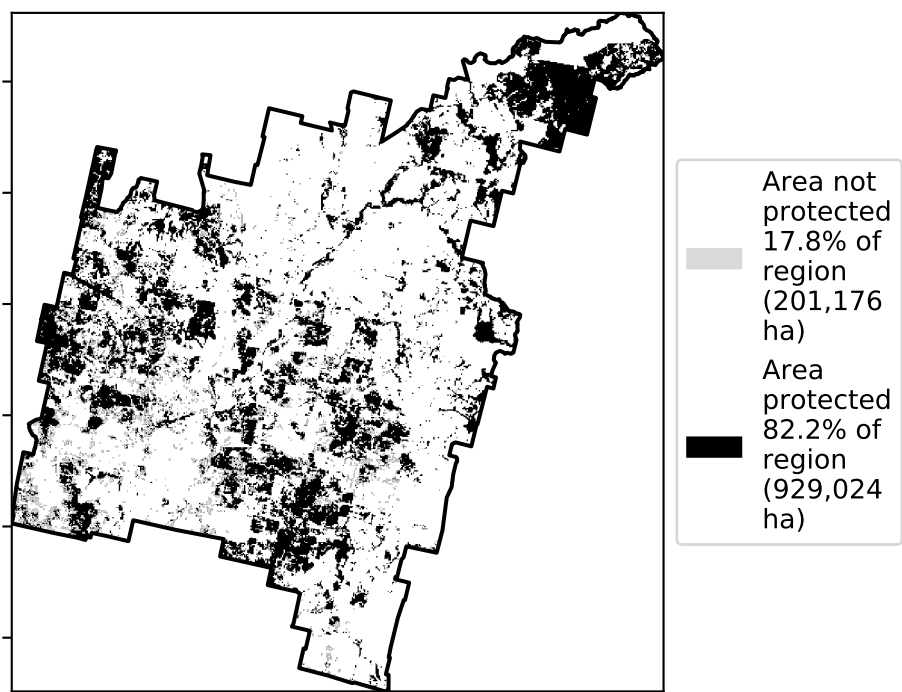 Area not
protected
17.8% of
region
(201,176
ha)
Area
protected
82.2% of
region
(929,024
ha)